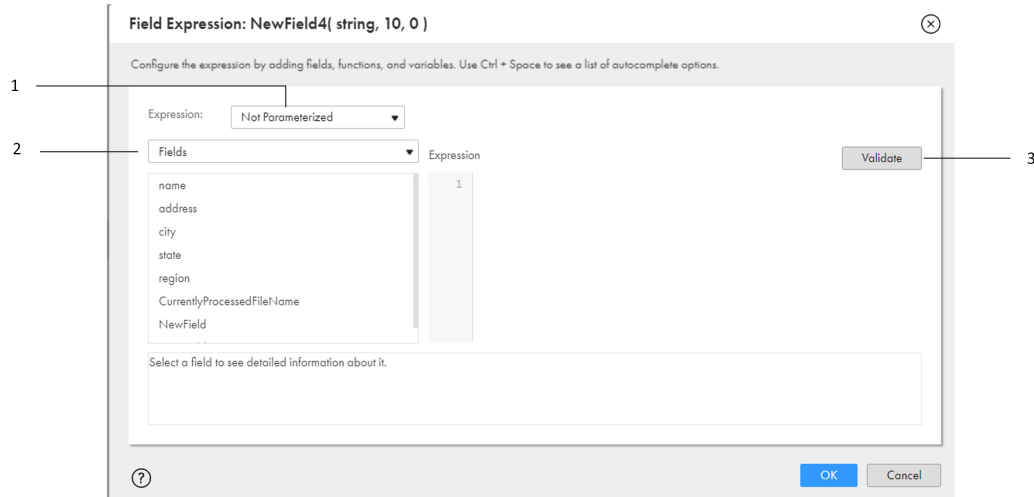 Field Expression: NewField4( string, 10, 0 )
Configure the expression by adding fields, functions, and variables. Use Ctrl + Space to see a list of autocomplete options.
1
Expression: Not Parameterized
2
Fields
Expression
Validate
3
name
1
address
city
state
region
CurrentlyProcessedFileName
NewField
Select a field to see detailed information about it.
?
OK
Cancel